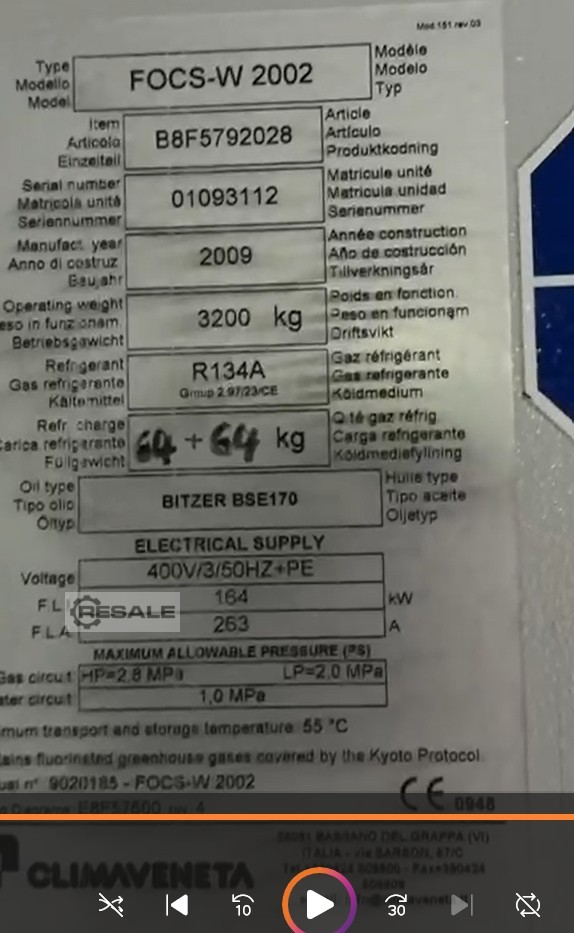 Mod 151 rev.03
Type
Modello
Model
FOCS-W 2002
Modèle
Modelo
Typ
Item
Articolo
Einzelteil
B8F5792028
Article
Artículo
Produktkodning
Serial number
Matricola unité
Seriennummer
01093112
Matricule unité
Matricula unidad
Serienummer
Manufact. year
Anno di costruz
Baujahr
2009
Année construction
Año de costrucción
Tillverkningsår
Operating weight
eso in funzionam.
Betriebsgewicht
3200 kg
Poids en fonction.
Peso en funcionam
Driftsvikt
Refrigerant
Gas refrigerante
Kältemittel
R134A
Group 2.97/23/CE
Gaz réfrigérant
Gas refrigerante
Köldmedium
Refr charge
Carica refrigerante
Füllgewicht
64 + 64 kg
Q.té gaz réfrig.
Carga refrigerante
Köldmediefyllning
Oil type
Tipo olio
Öltyp
BITZER BSE170
Huile type
Tipo aceite
Oljetyp
ELECTRICAL SUPPLY
Voltage
400V/3/50HZ+PE
F.L.
164
kW
RESALE
F.L.A.
263
A
MAXIMUM ALLOWABLE PRESSURE (PS)
Gas circuit
HP=2.8 MPa
LP=2.0 MPa
ter circuit
1,0 MPa
mum transport and storage temperature: 55 °C
ains fluorinated greenhouse gases covered by the Kyoto Protocol
ual n° 9020185 - FOCS-W 2002
CE 0948
CLIMAVENETA
36061 BASSANO DEL GRAPPA (VI)
ITALIA - via SARSON, 57/C
10
30